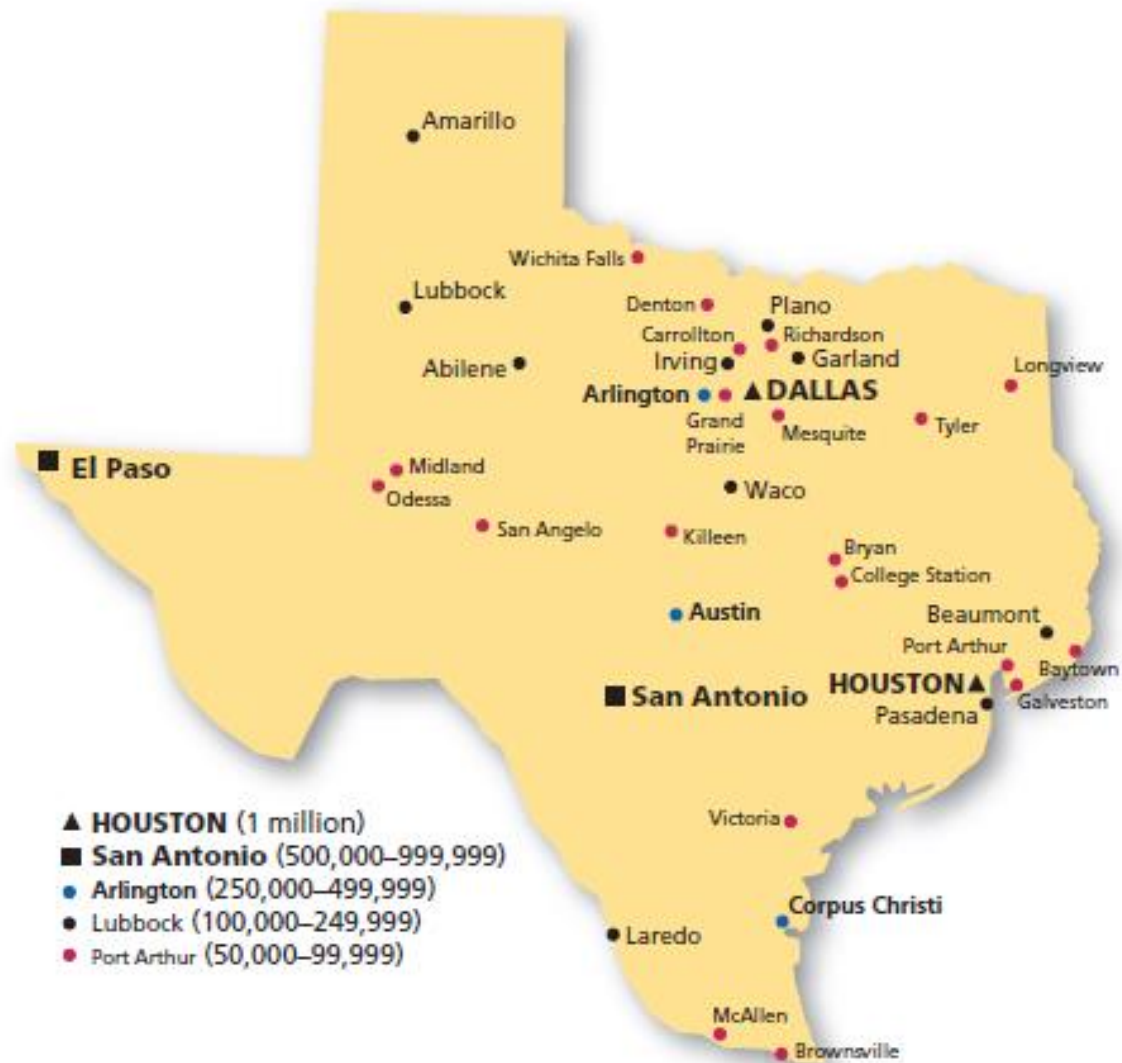 Amarillo
Wichita Falls
Lubbock
Denton
Plano
Carrollton
Richardson
Irving
Garland
Abilene
Longview
Arlington
DALLAS
Grand
Prairie
Mesquite
Tyler
El Paso
Midland
Odessa
Waco
San Angelo
Killeen
Bryan
College Station
Austin
Beaumont
Port Arthur
Baytown
San Antonio
HOUSTON
Galveston
Pasadena
Victoria
HOUSTON (1 million)
San Antonio (500,000–999,999)
Arlington (250,000–499,999)
Lubbock (100,000–249,999)
Port Arthur (50,000–99,999)
Corpus Christi
Laredo
McAllen
Brownsville